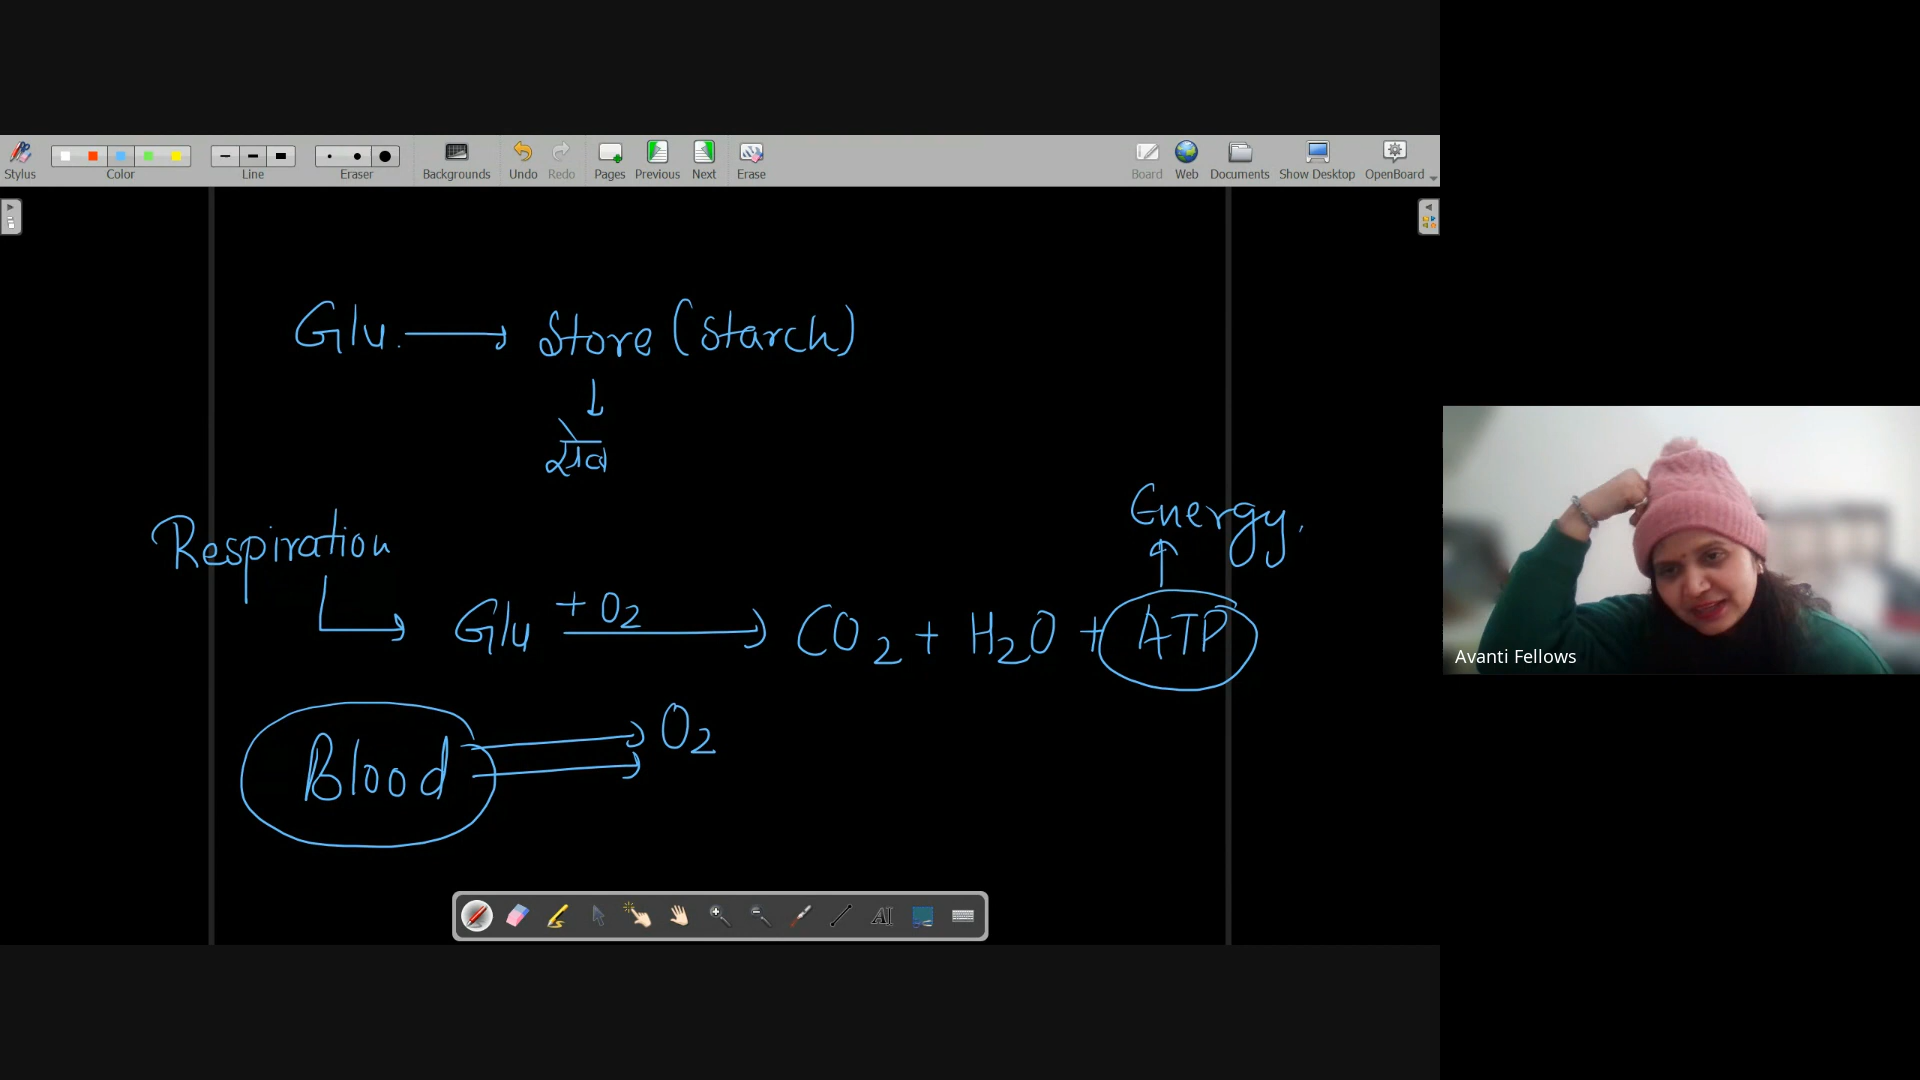 Stylus Color Line Eraser Backgrounds Undo Redo Pages Previous Next Erase Board Web Documents Show Desktop OpenBoard
Glu. → Store (Starch)
↓
Energy.
↑
Respiration
Glu +O2 → CO2 + H2O + ATP
Blood → O2
Avanti Fellows